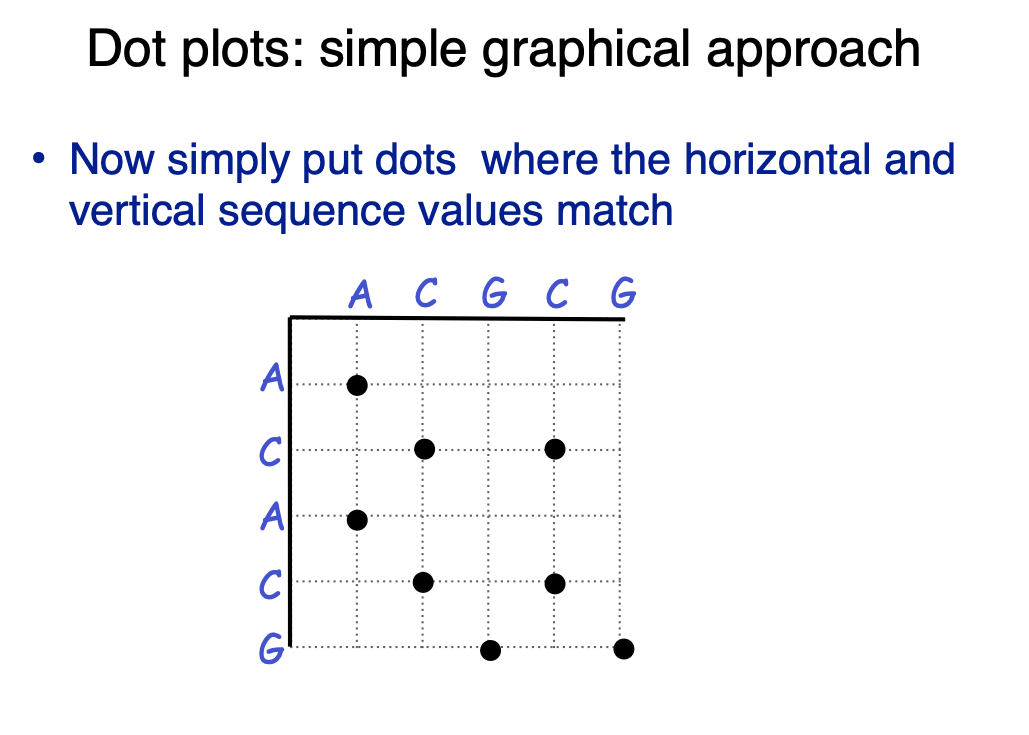 Dot plots: simple graphical approach
• Now simply put dots where the horizontal and
vertical sequence values match
A C G C G
A
C
A
C
G